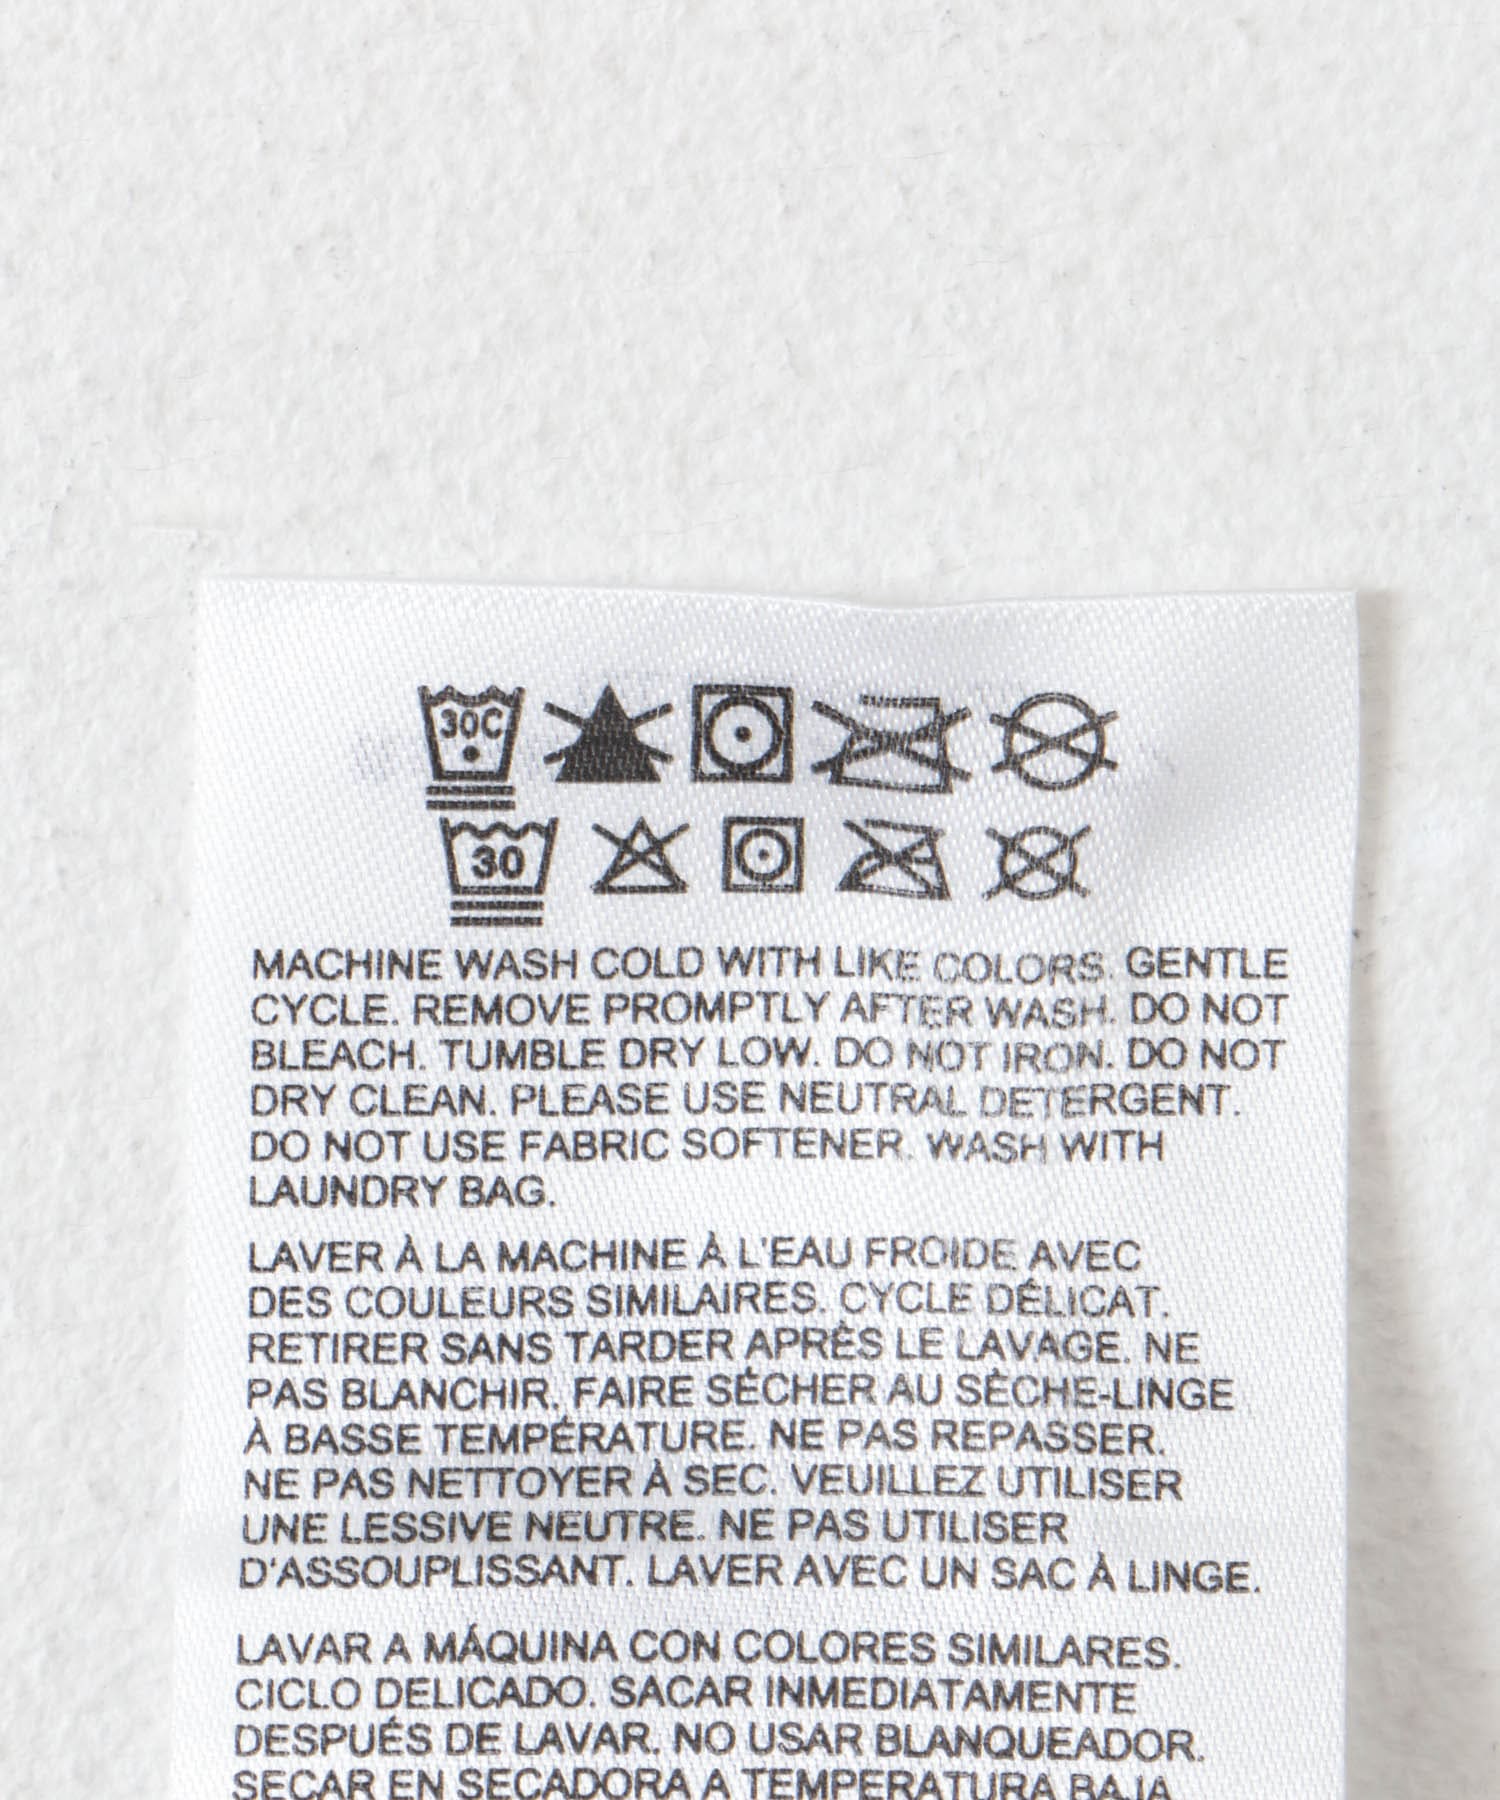 30C
30
MACHINE WASH COLD WITH LIKE COLORS. GENTLE
CYCLE. REMOVE PROMPTLY AFTER WASH. DO NOT
BLEACH. TUMBLE DRY LOW. DO NOT IRON. DO NOT
DRY CLEAN. PLEASE USE NEUTRAL DETERGENT.
DO NOT USE FABRIC SOFTENER. WASH WITH
LAUNDRY BAG.
LAVER À LA MACHINE À L'EAU FROIDE AVEC
DES COULEURS SIMILAIRES. CYCLE DÉLICAT.
RETIRER SANS TARDER APRÈS LE LAVAGE. NE
PAS BLANCHIR. FAIRE SÉCHER AU SÈCHE-LINGE
À BASSE TEMPÉRATURE. NE PAS REPASSER.
NE PAS NETTOYER À SEC. VEUILLEZ UTILISER
UNE LESSIVE NEUTRE. NE PAS UTILISER
D'ASSOUPLISSANT. LAVER AVEC UN SAC À LINGE.
LAVAR A MÁQUINA CON COLORES SIMILARES.
CICLO DELICADO. SACAR INMEDIATAMENTE
DESPUÉS DE LAVAR. NO USAR BLANQUEADOR.
SECAR EN SECADORA A TEMPERATURA BAJA